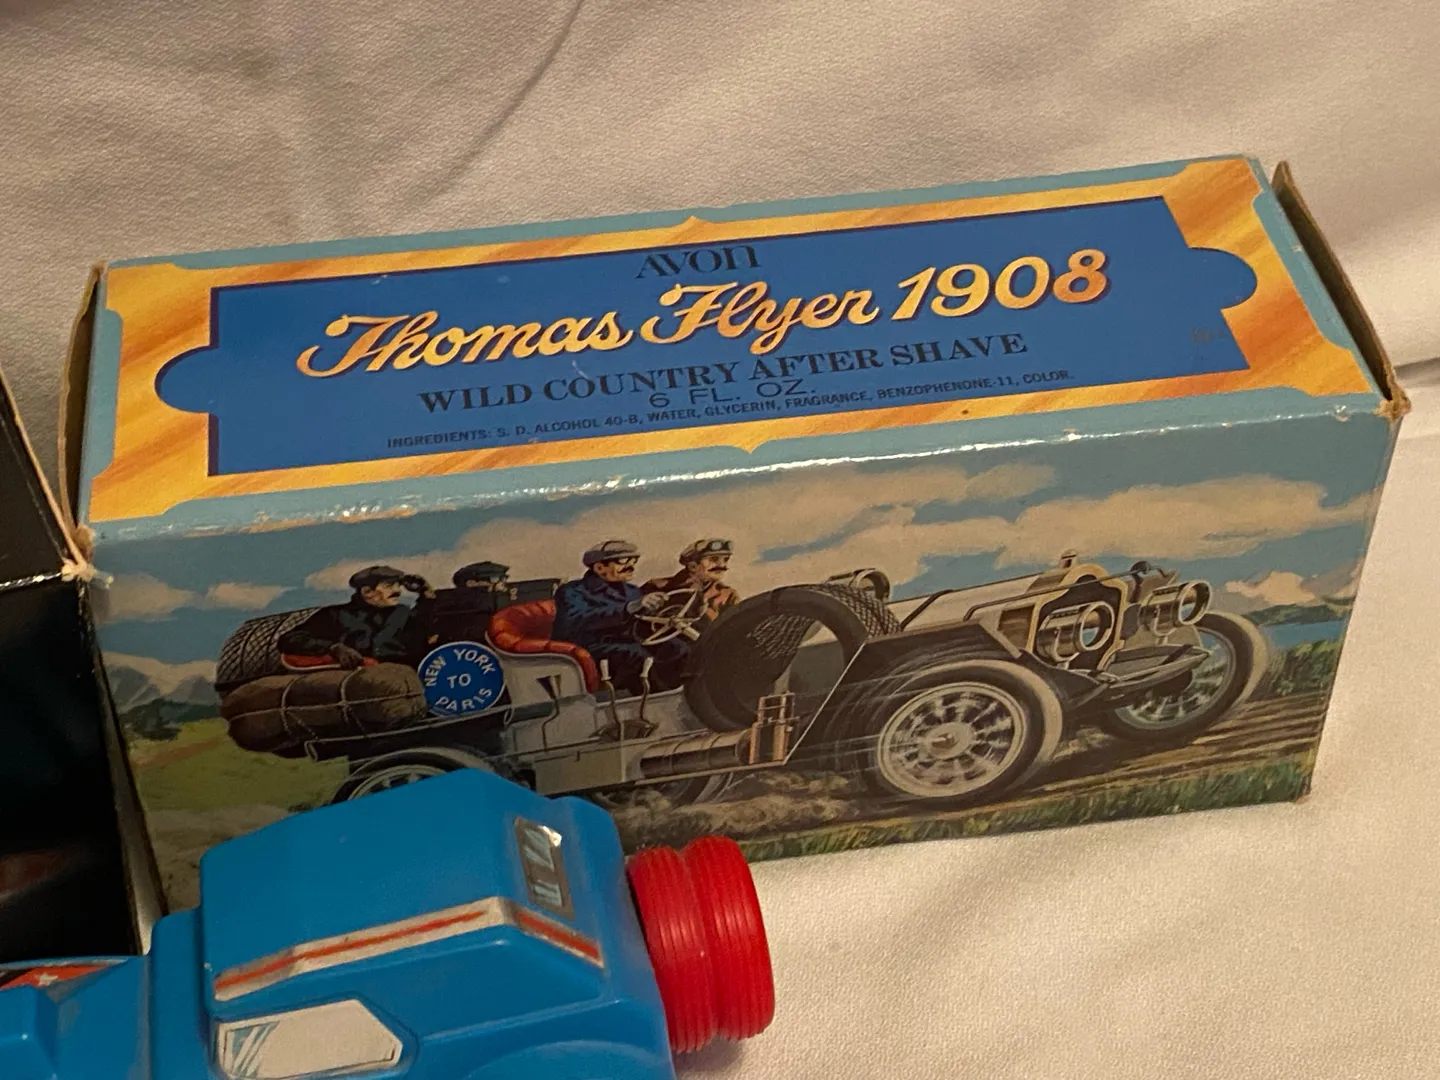 AVON
Thomas Flyer 1908
WILD COUNTRY AFTER SHAVE
6 FL. OZ.
INGREDIENTS: S. D. ALCOHOL 40-B, WATER, GLYCERIN, FRAGRANCE, BENZOPHENONE-11, COLOR.
NEW YORK
TO
PARIS